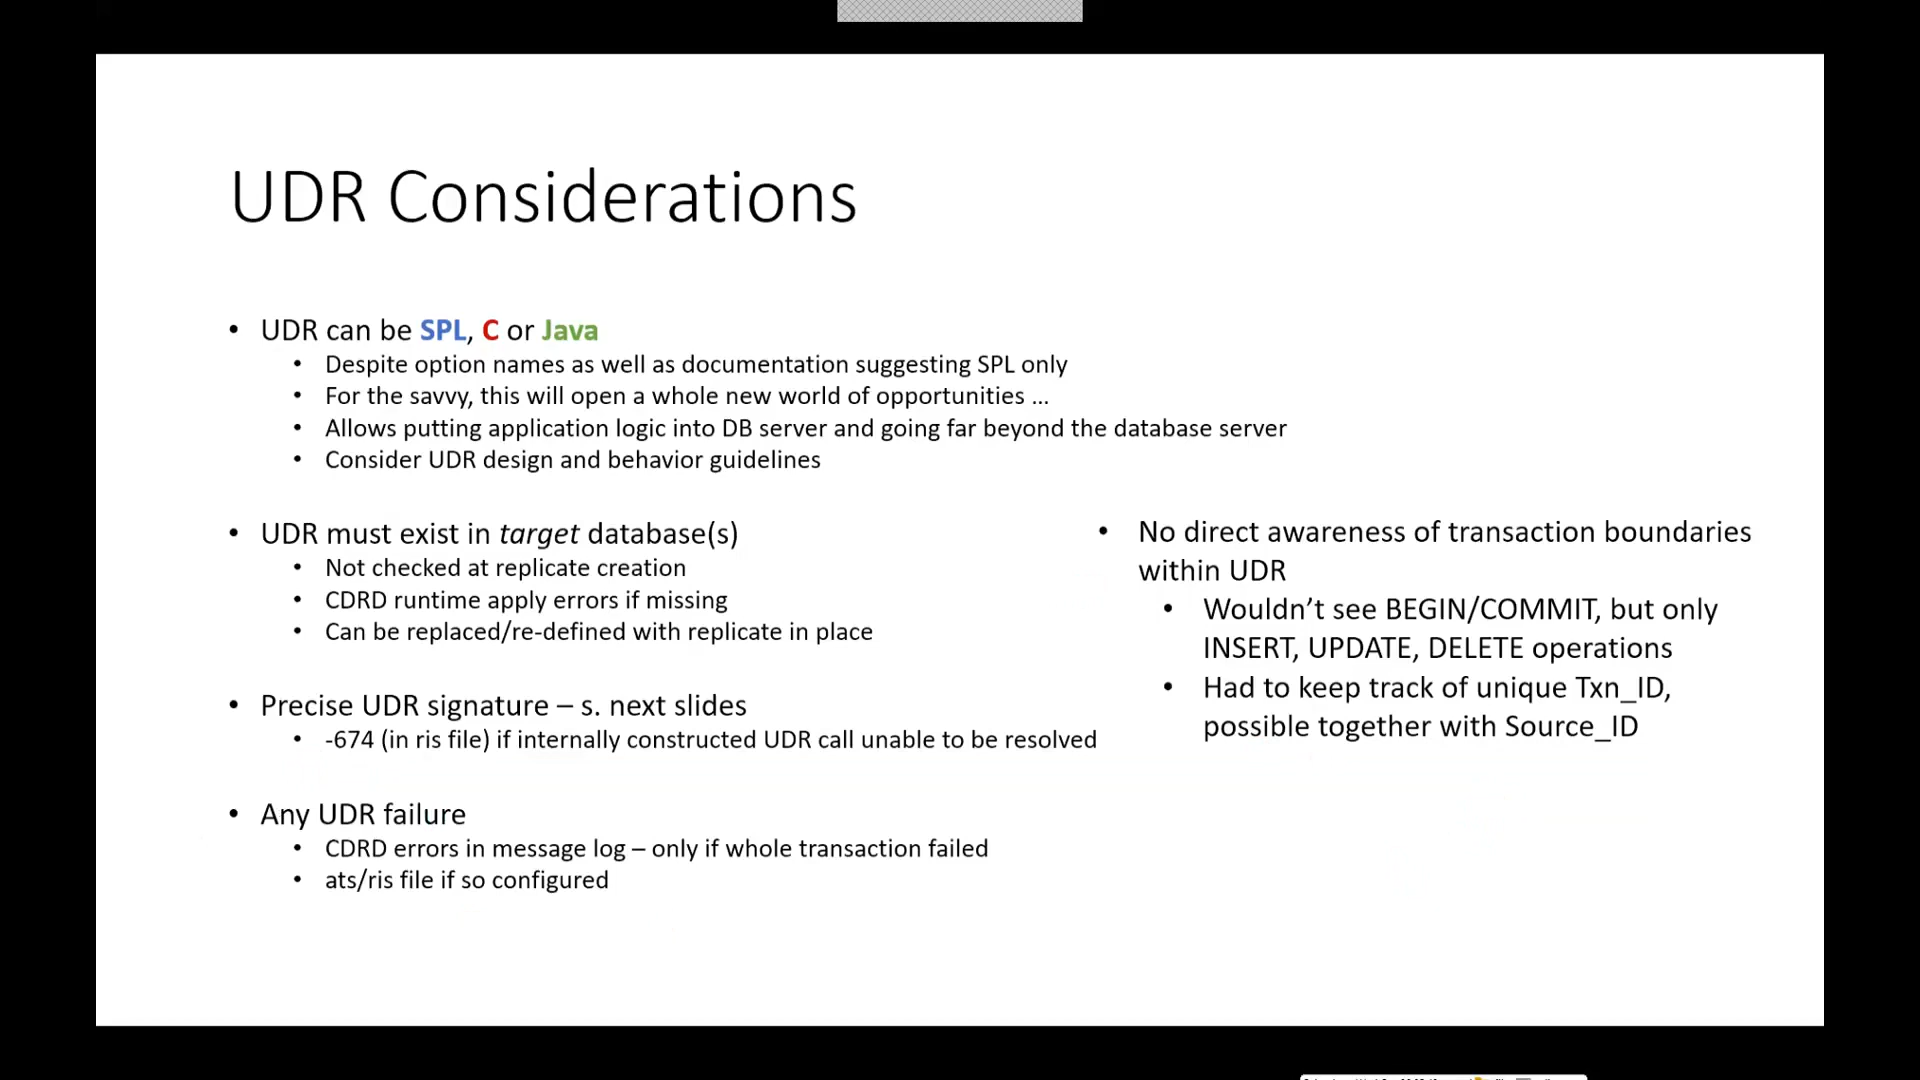 UDR Considerations
• UDR can be SPL, C or Java
• Despite option names as well as documentation suggesting SPL only
• For the savvy, this will open a whole new world of opportunities ...
• Allows putting application logic into DB server and going far beyond the database server
• Consider UDR design and behavior guidelines
• UDR must exist in target database(s)
• Not checked at replicate creation
• CDRD runtime apply errors if missing
• Can be replaced/re-defined with replicate in place
• Precise UDR signature – s. next slides
• -674 (in ris file) if internally constructed UDR call unable to be resolved
• Any UDR failure
• CDRD errors in message log – only if whole transaction failed
• ats/ris file if so configured
• No direct awareness of transaction boundaries
within UDR
• Wouldn’t see BEGIN/COMMIT, but only
INSERT, UPDATE, DELETE operations
• Had to keep track of unique Txn_ID,
possible together with Source_ID